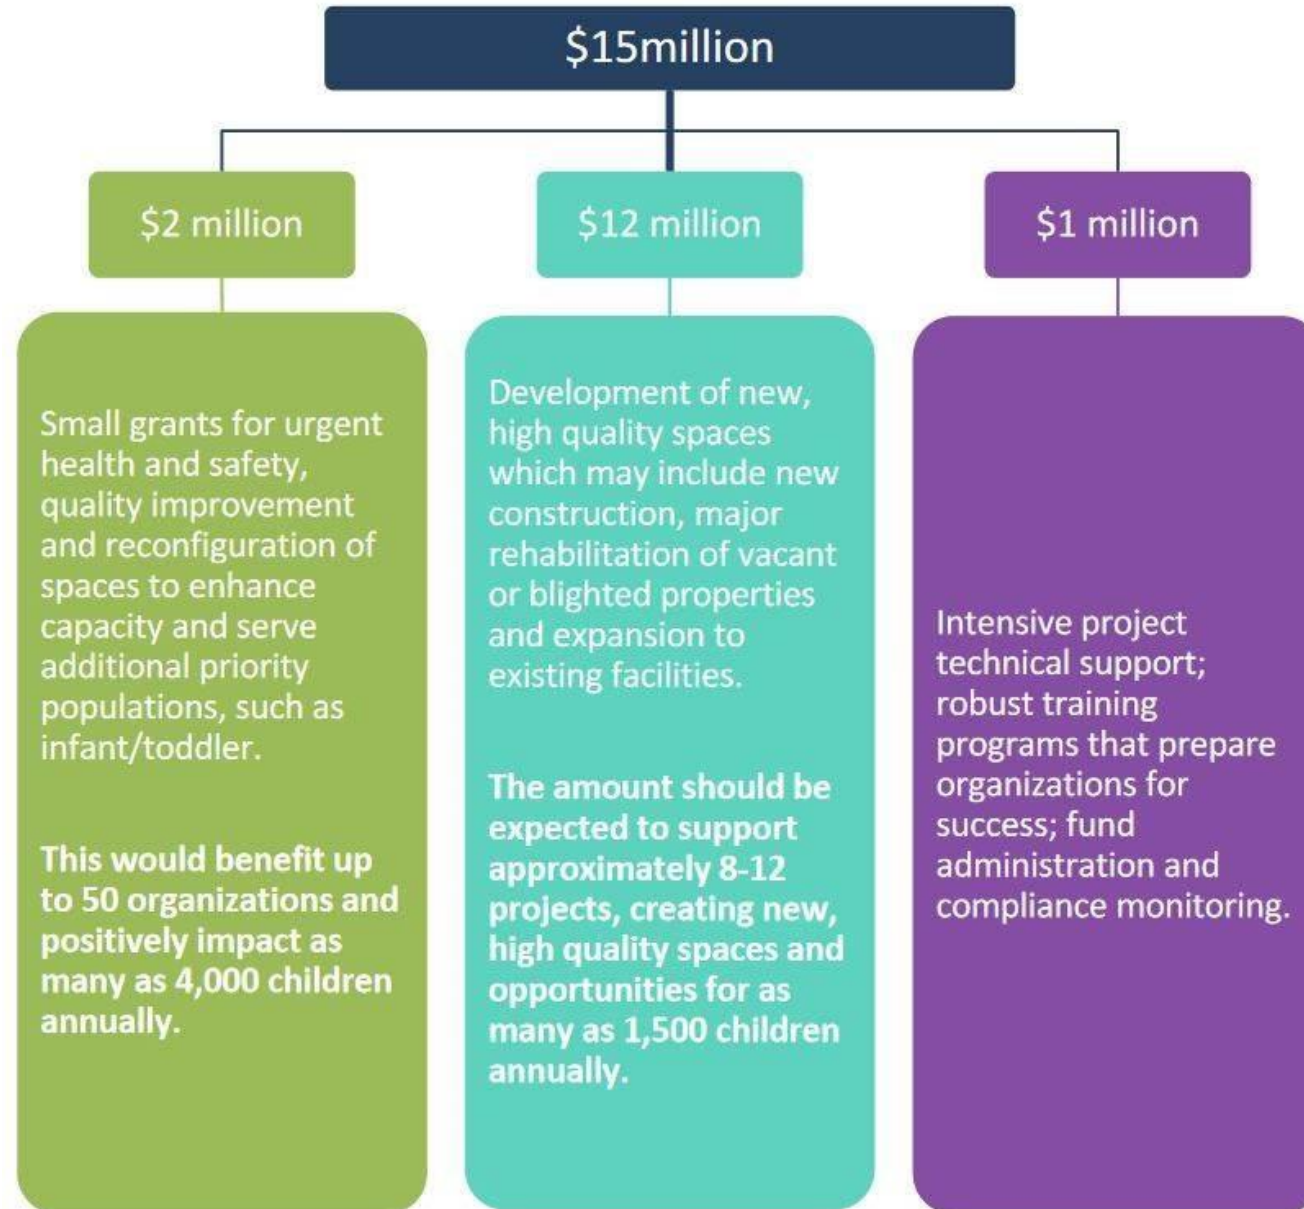 $15million
$2 million
$12 million
$1 million
Small grants for urgent
health and safety,
quality improvement
and reconfiguration of
spaces to enhance
capacity and serve
additional priority
populations, such as
infant/toddler.
This would benefit up
to 50 organizations and
positively impact as
many as 4,000 children
annually.
Development of new,
high quality spaces
which may include new
construction, major
rehabilitation of vacant
or blighted properties
and expansion to
existing facilities.
The amount should be
expected to support
approximately 8-12
projects, creating new,
high quality spaces and
opportunities for as
many as 1,500 children
annually.
Intensive project
technical support;
robust training
programs that prepare
organizations for
success; fund
administration and
compliance monitoring.